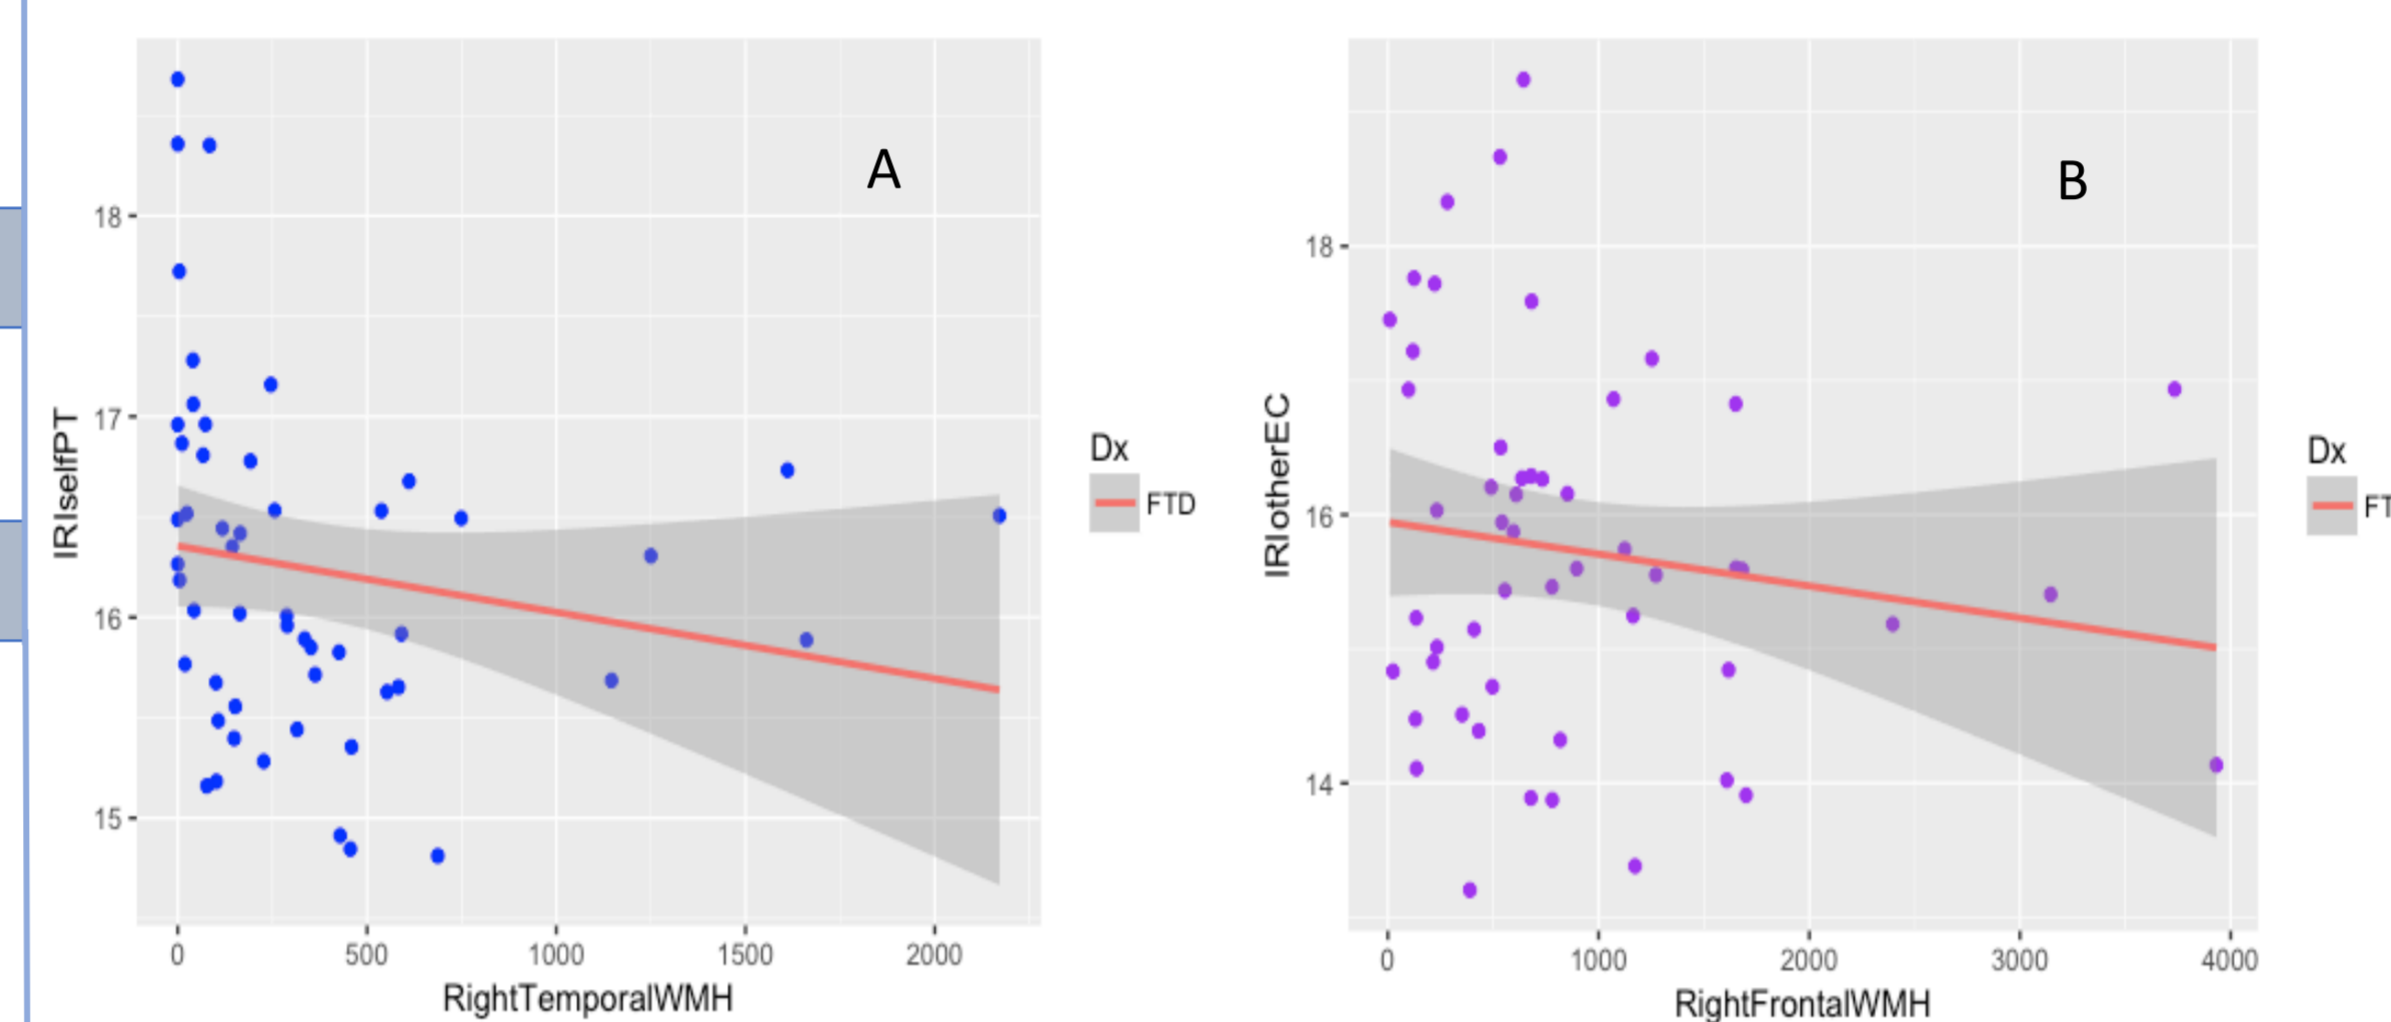 A
18
17
16
15
IRIselfPT
0 500 1000 1500 2000
RightTemporalWMH
Dx
FTD
B
18
16
14
IRIotherEC
0 1000 2000 3000 4000
RightFrontalWMH
Dx
FT